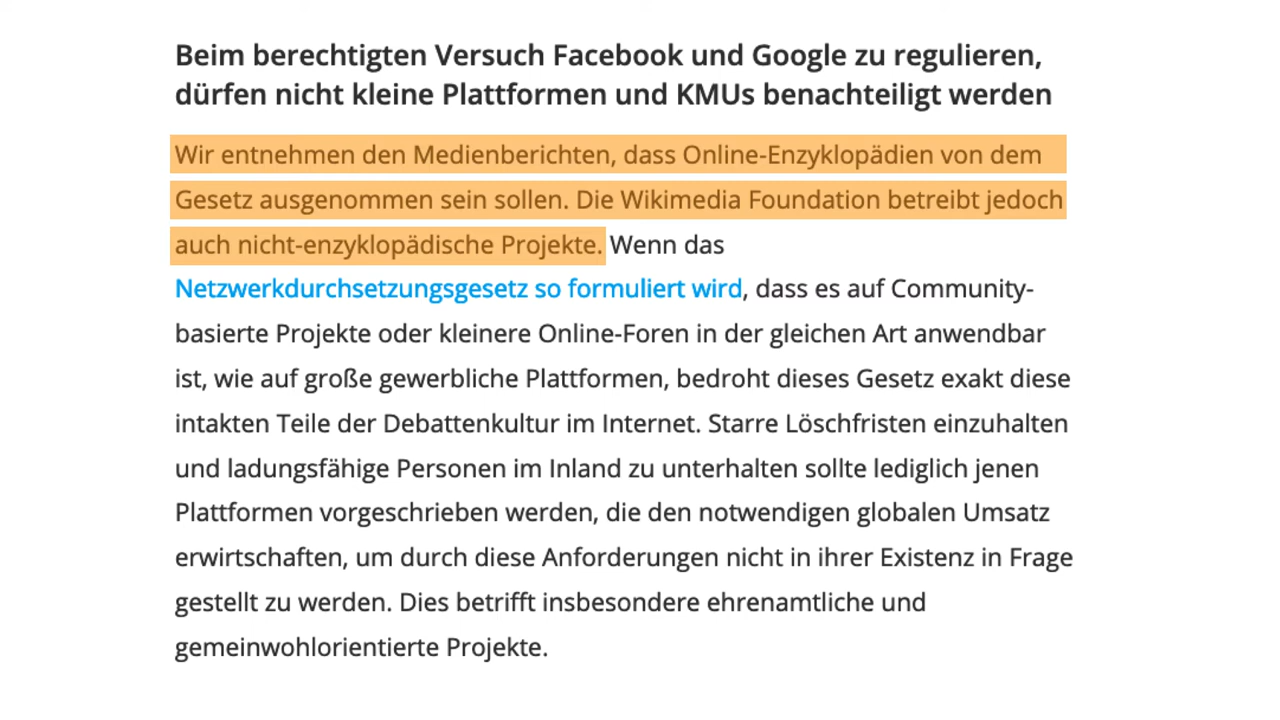 Beim berechtigten Versuch Facebook und Google zu regulieren,
dürfen nicht kleine Plattformen und KMUs benachteiligt werden
Wir entnehmen den Medienberichten, dass Online-Enzyklopädien von dem
Gesetz ausgenommen sein sollen. Die Wikimedia Foundation betreibt jedoch
auch nicht-enzyklopädische Projekte. Wenn das
Netzwerkdurchsetzungsgesetz so formuliert wird, dass es auf Community-
basierte Projekte oder kleinere Online-Foren in der gleichen Art anwendbar
ist, wie auf große gewerbliche Plattformen, bedroht dieses Gesetz exakt diese
intakten Teile der Debattenkultur im Internet. Starre Löschfristen einzuhalten
und ladungsfähige Personen im Inland zu unterhalten sollte lediglich jenen
Plattformen vorgeschrieben werden, die den notwendigen globalen Umsatz
erwirtschaften, um durch diese Anforderungen nicht in ihrer Existenz in Frage
gestellt zu werden. Dies betrifft insbesondere ehrenamtliche und
gemeinwohlorientierte Projekte.